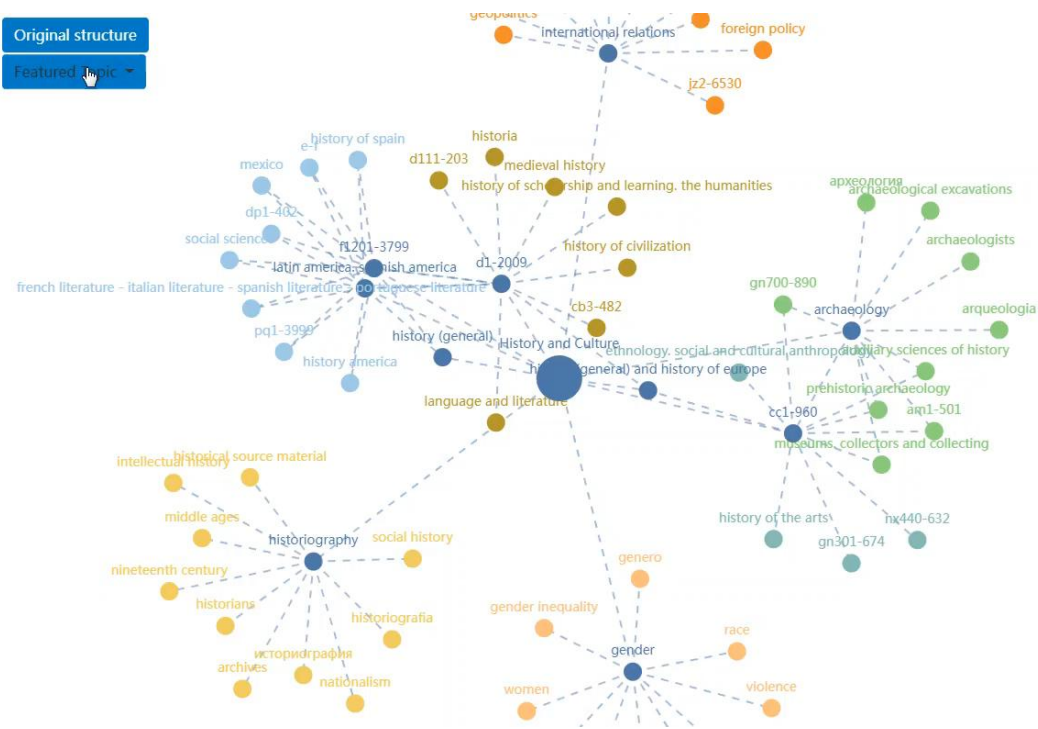 Original structure
Featured Topic
geopolitics
international relations
foreign policy
jz2-6530
historia
history of spain
e-f
d111-203
medieval history
mexico
history of scholarship and learning. the humanities
археология
archaeological excavations
dp1-402
social science
f1201-3799
history of civilization
archaeologists
latin america. spanish america
d1-2009
french literature - italian literature - spanish literature - portuguese literature
gn700-890
cb3-482
archaeology
arqueologia
pq1-3999
history (general)
History and Culture
ethnology. social and cultural anthropology
auxiliary sciences of history
history america
history (general) and history of europe
prehistoric archaeology
language and literature
cc1-960
am1-501
museums. collectors and collecting
intellectual history
historical source material
middle ages
history of the arts
nx440-632
historiography
social history
gn301-674
nineteenth century
genero
historians
historiografia
gender inequality
race
историография
gender
archives
nationalism
women
violence